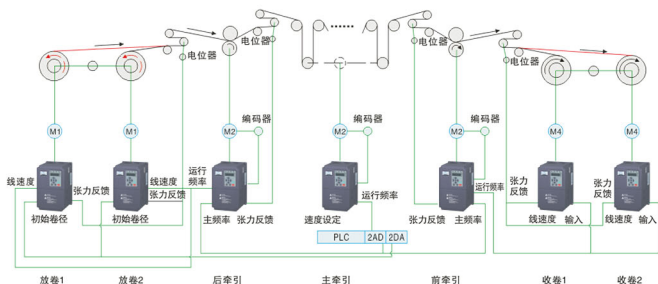 电位器
电位器
电位器
电位器
编码器
编码器
编码器
M1
M1
M2
M2
M2
M4
M4
线速度
张力反馈
线速度
张力反馈
运行频率
运行频率
运行频率
张力反馈
张力反馈
初始卷径
初始卷径
主频率
张力反馈
速度设定
张力反馈
主频率
线速度
输入
线速度
输入
PLC
2AD
2DA
放卷1
放卷2
后牵引
主牵引
前牵引
收卷1
收卷2